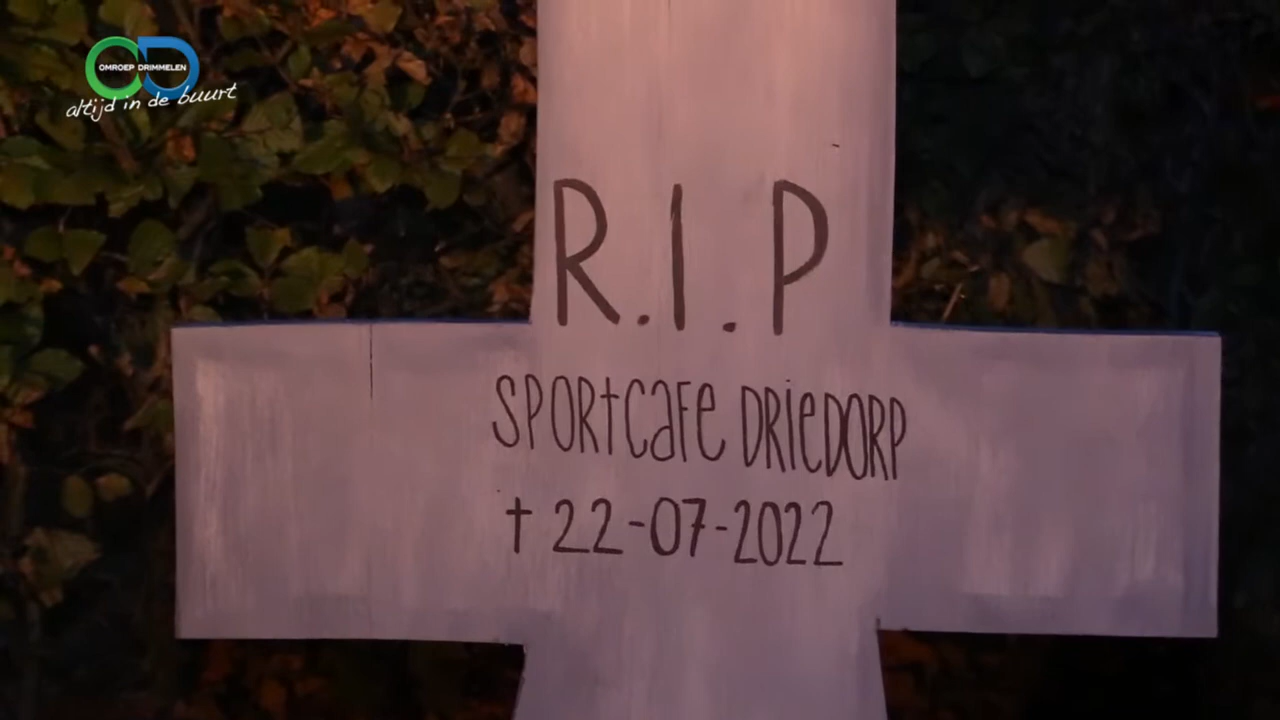 OMROEP DRIMMELEN
altijd in de buurt
R.I.P
SPORtCaFe DRieDORP
† 22-07-2022